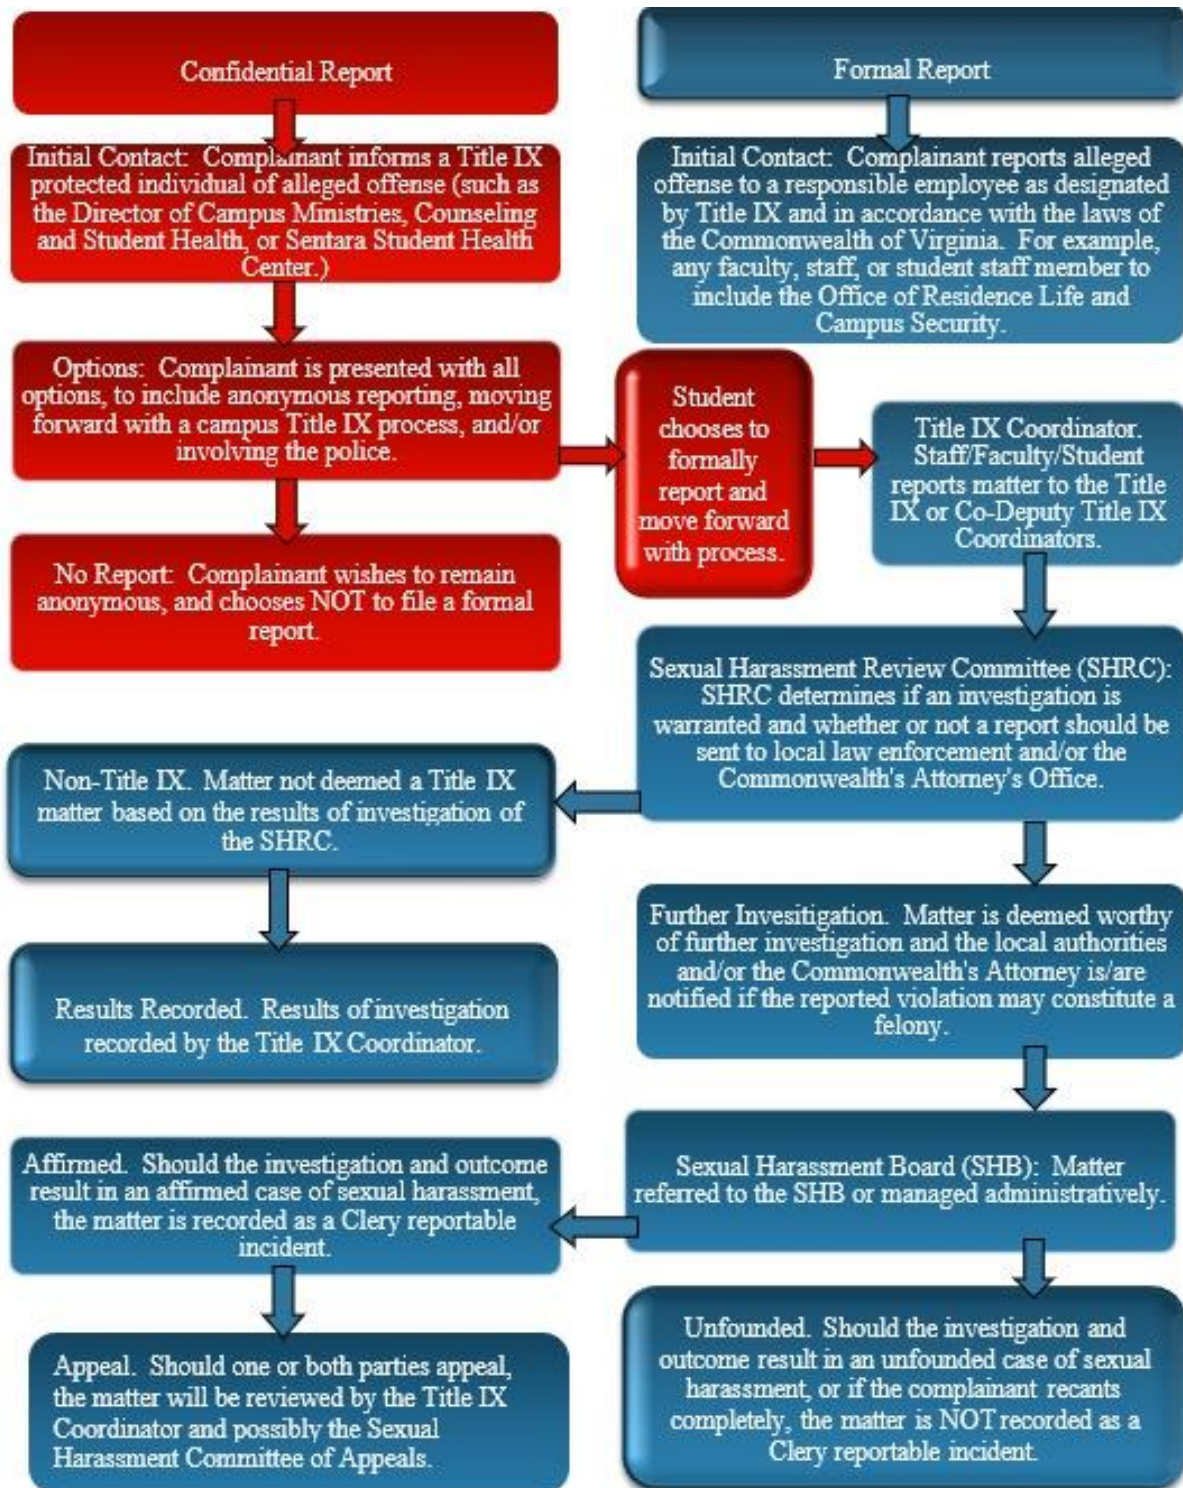 Confidential Report
Initial Contact: Complainant informs a Title IX
protected individual of alleged offense (such as
the Director of Campus Ministries, Counseling
and Student Health, or Sentara Student Health
Center.)
Options: Complainant is presented with all
options, to include anonymous reporting, moving
forward with a campus Title IX process, and/or
involving the police.
No Report: Complainant wishes to remain
anonymous, and chooses NOT to file a formal
report.
Formal Report
Initial Contact: Complainant reports alleged
offense to a responsible employee as designated
by Title IX and in accordance with the laws of
the Commonwealth of Virginia. For example,
any faculty, staff, or student staff member to
include the Office of Residence Life and
Campus Security.
Student
chooses to
formally
report and
move forward
with process.
Title IX Coordinator.
Staff/Faculty/Student
reports matter to the Title
IX or Co-Deputy Title IX
Coordinators.
Sexual Harassment Review Committee (SHRC):
SHRC determines if an investigation is
warranted and whether or not a report should be
sent to local law enforcement and/or the
Commonwealth's Attorney's Office.
Non-Title IX. Matter not deemed a Title IX
matter based on the results of investigation of
the SHRC.
Results Recorded. Results of investigation
recorded by the Title IX Coordinator.
Further Invesitigation. Matter is deemed worthy
of further investigation and the local authorities
and/or the Commonwealth's Attorney is/are
notified if the reported violation may constitute a
felony.
Sexual Harassment Board (SHB): Matter
referred to the SHB or managed administratively.
Affirmed. Should the investigation and outcome
result in an affirmed case of sexual harassment,
the matter is recorded as a Clery reportable
incident.
Appeal. Should one or both parties appeal,
the matter will be reviewed by the Title IX
Coordinator and possibly the Sexual
Harassment Committee of Appeals.
Unfounded. Should the investigation and
outcome result in an unfounded case of sexual
harassment, or if the complainant recants
completely, the matter is NOT recorded as a
Clery reportable incident.